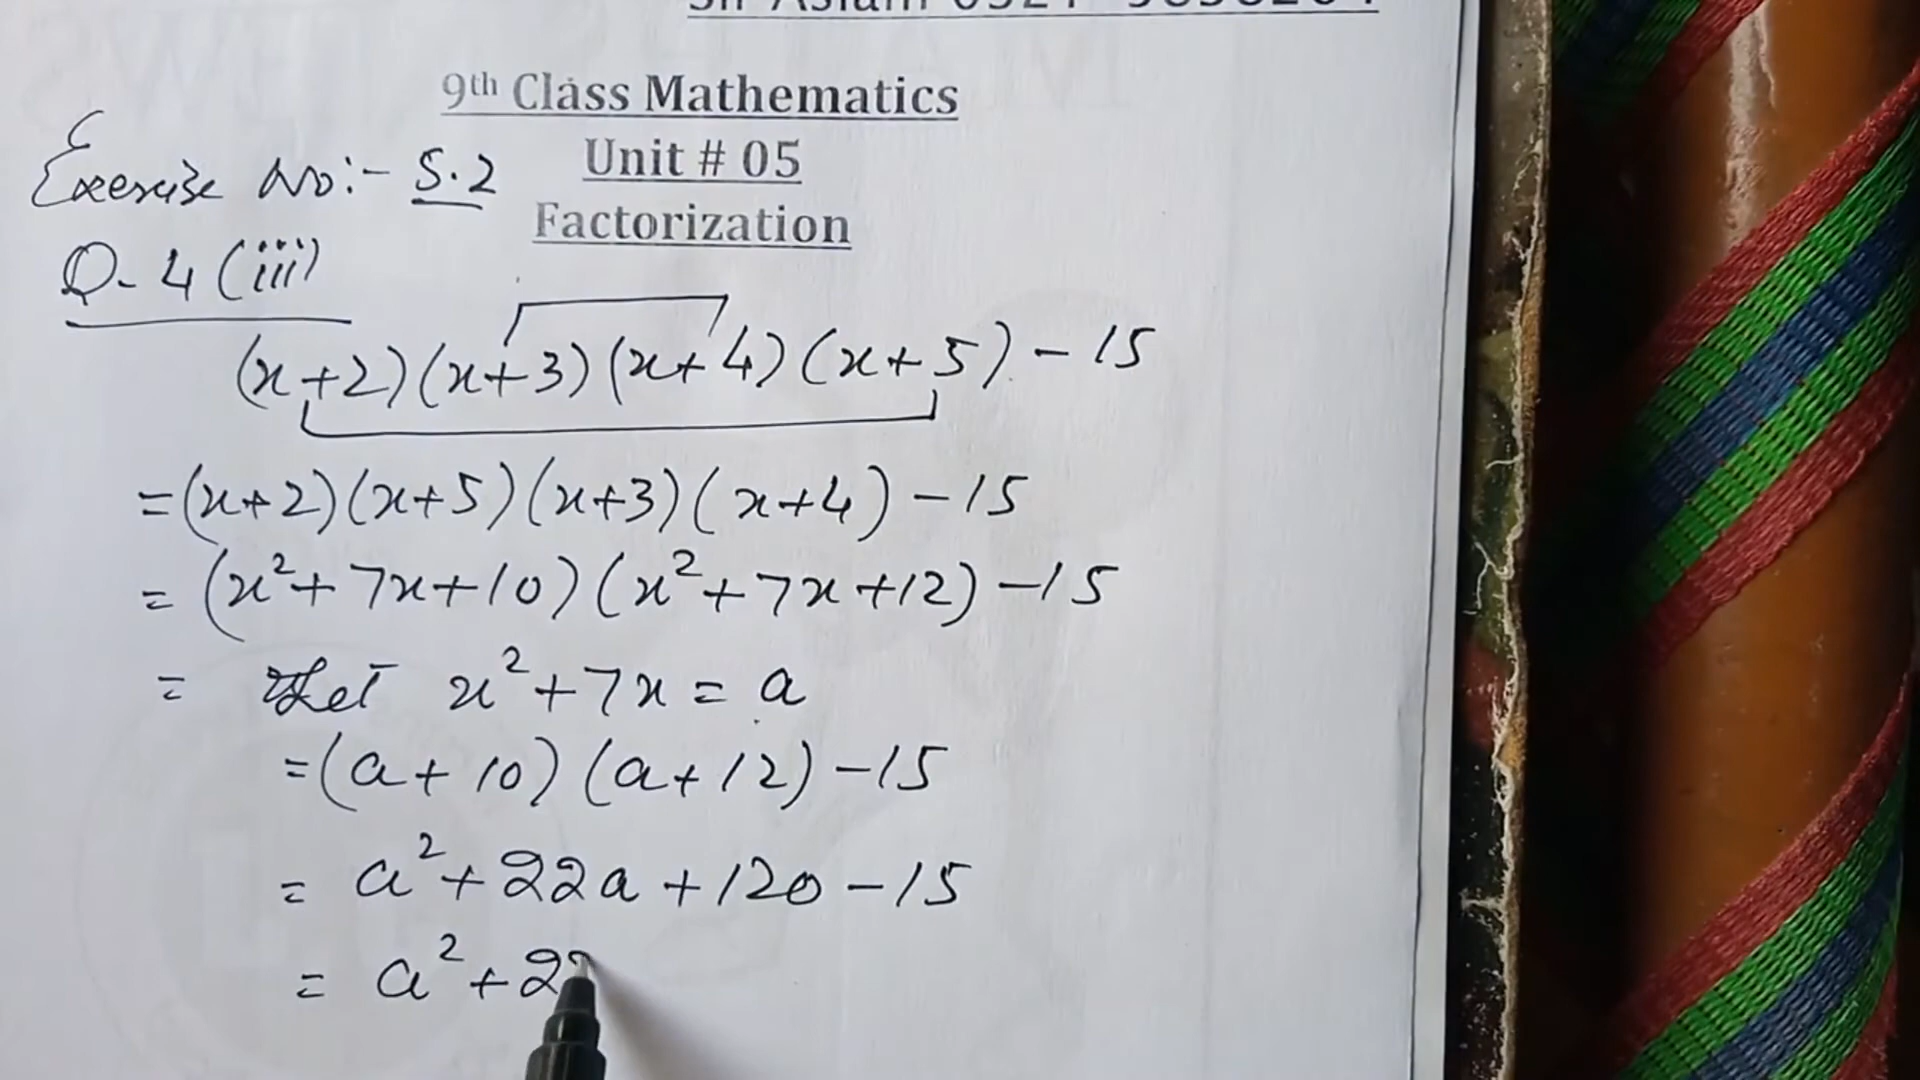 9th Class Mathematics
Unit # 05
Factorization
Exercise No:- 5.2
Q-4 (iii)
(x+2)(x+3)(x+4)(x+5)-15
=(x+2)(x+5)(x+3)(x+4)-15
= (x²+7x+10)(x²+7x+12)-15
= Let x²+7x = a
=(a+10)(a+12)-15
= a²+22a+120-15
= a²+22